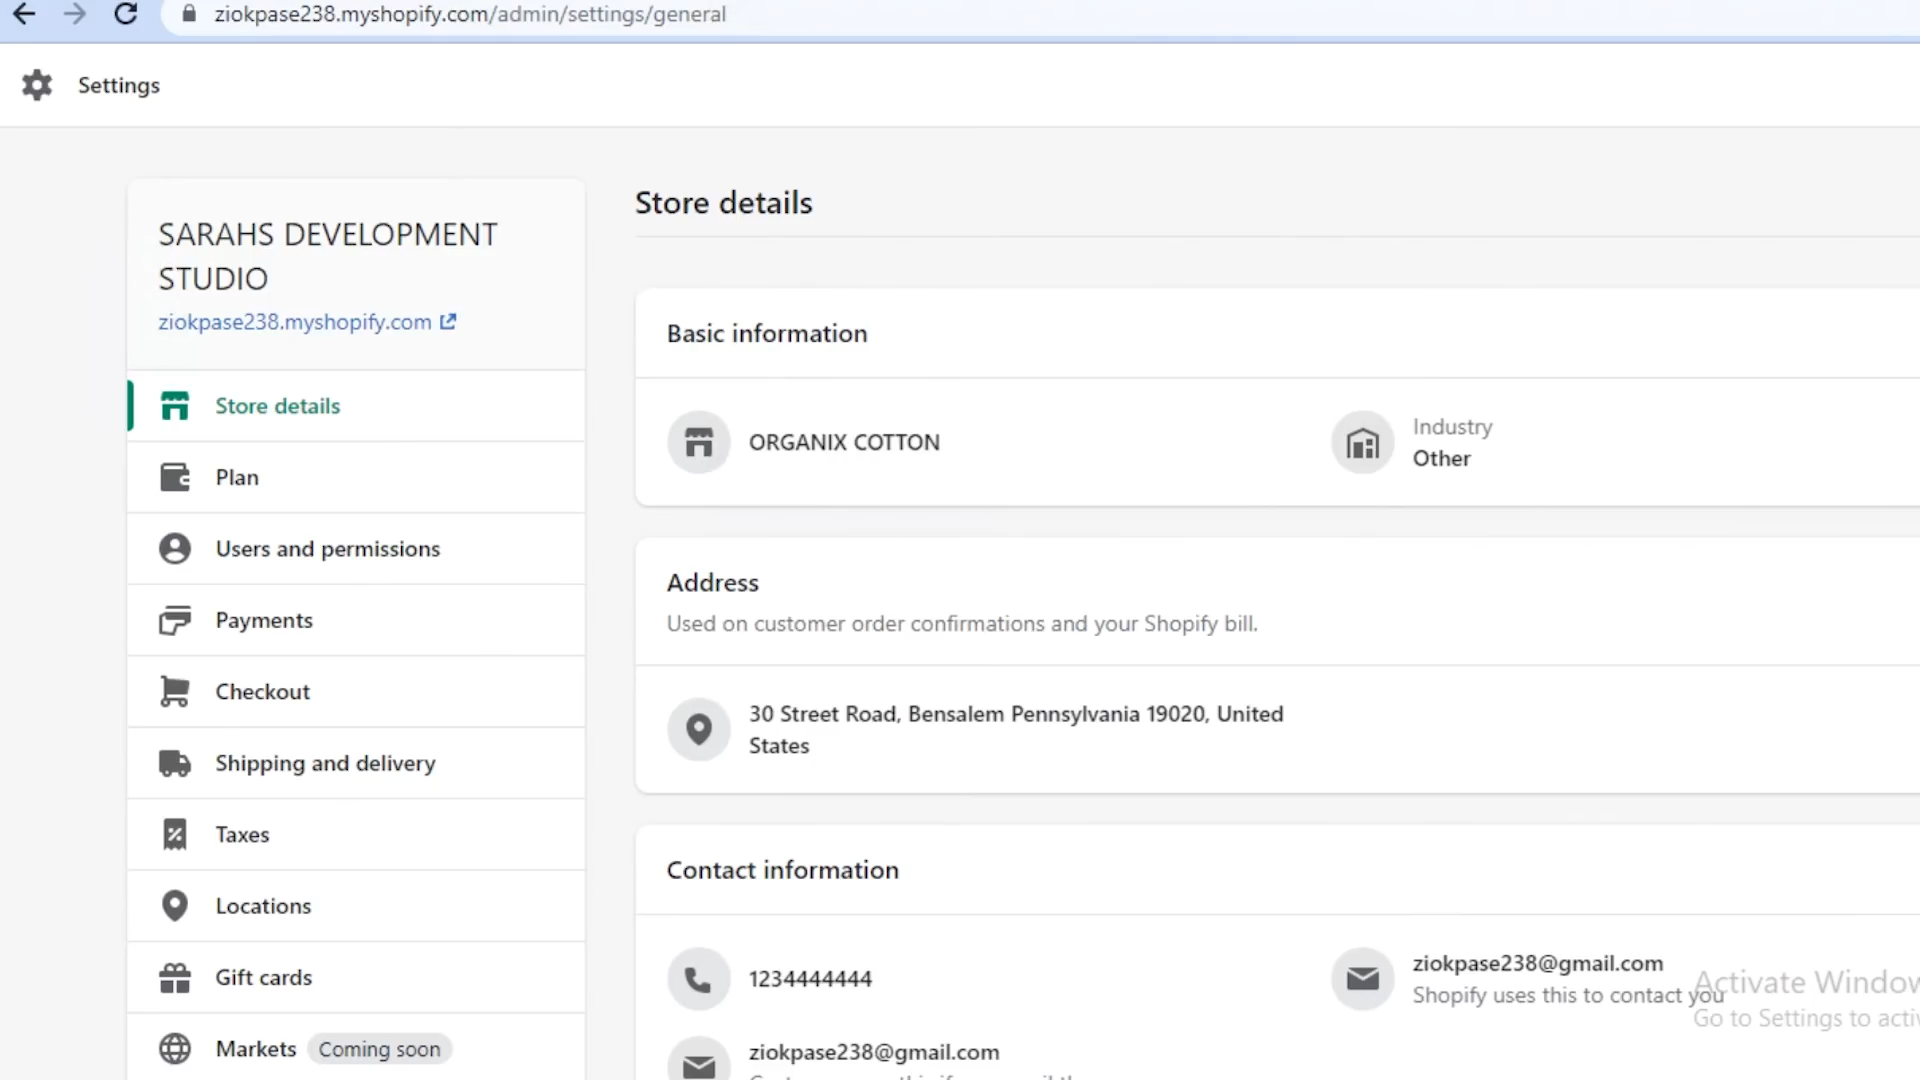 ziokpase238.myshopify.com/admin/settings/general
Settings
SARAHS DEVELOPMENT
STUDIO
ziokpase238.myshopify.com
Store details
Plan
Users and permissions
Payments
Checkout
Shipping and delivery
Taxes
Locations
Gift cards
Markets Coming soon
Store details
Basic information
ORGANIX COTTON
Industry
Other
Address
Used on customer order confirmations and your Shopify bill.
30 Street Road, Bensalem Pennsylvania 19020, United
States
Contact information
1234444444
ziokpase238@gmail.com
Shopify uses this to contact you
ziokpase238@gmail.com
Activate Window
Go to Settings to activ